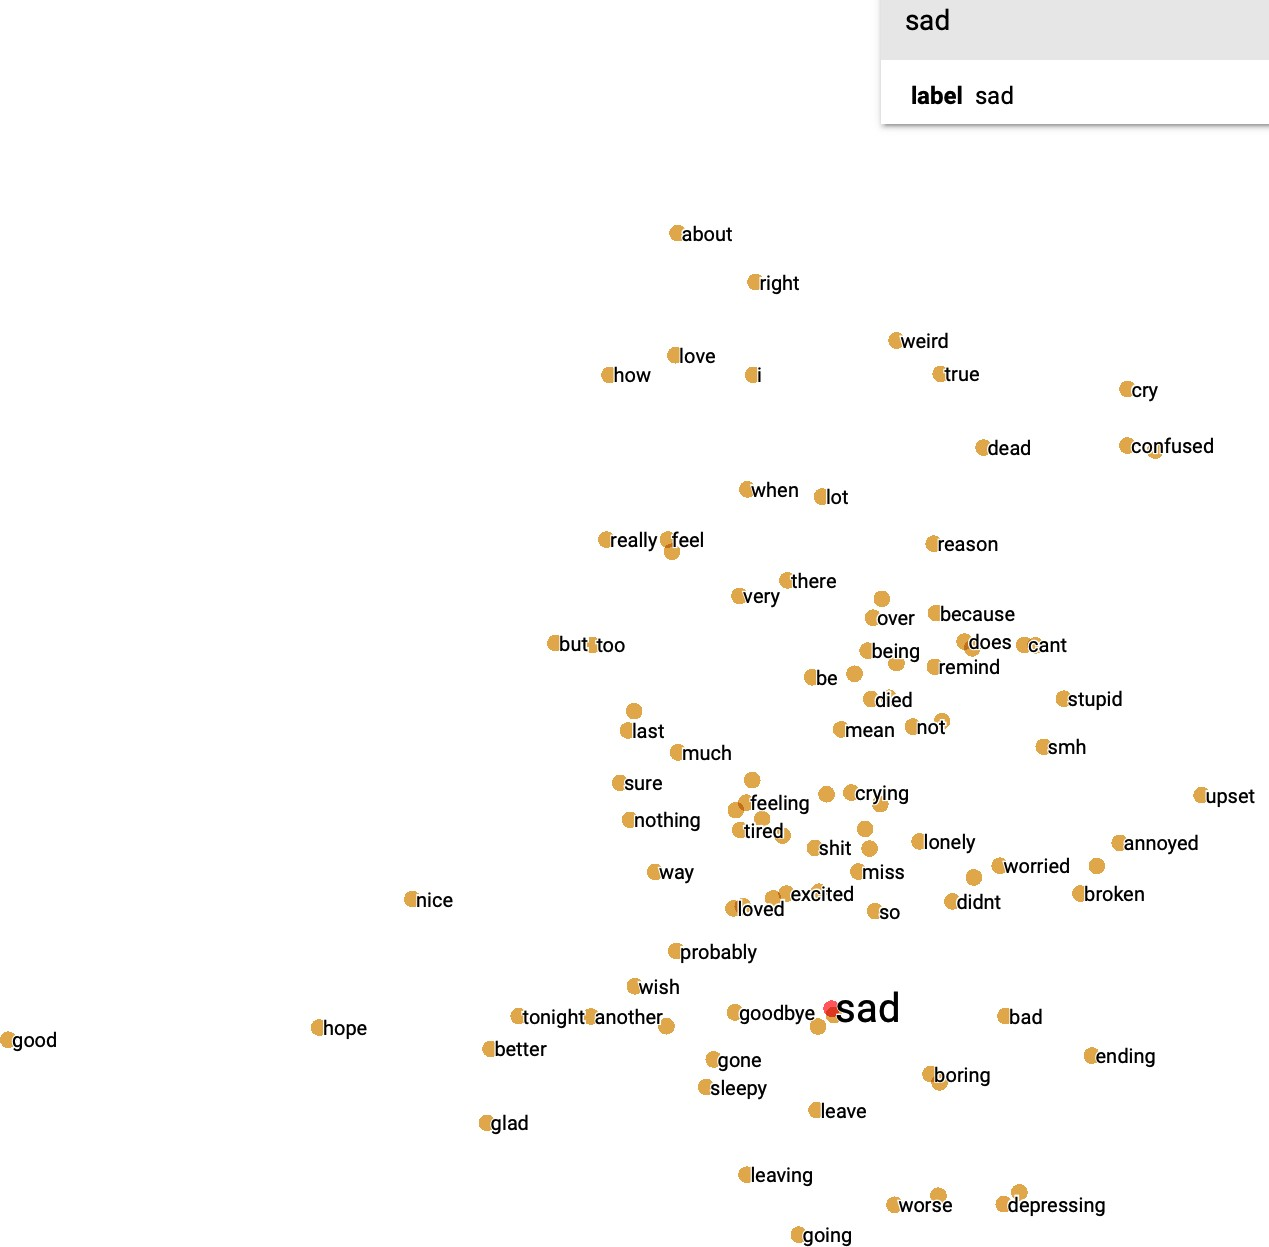 sad
label sad
about
right
weird
love
how
i
true
cry
dead
confused
when
lot
really
feel
reason
there
very
over
because
but
too
being
does
cant
be
remind
died
stupid
last
mean
not
much
smh
sure
feeling
crying
upset
nothing
tired
shit
lonely
annoyed
way
miss
worried
nice
loved
excited
so
didnt
broken
probably
wish
tonight
another
goodbye
sad
bad
good
hope
better
gone
ending
sleepy
boring
glad
leave
leaving
worse
depressing
going